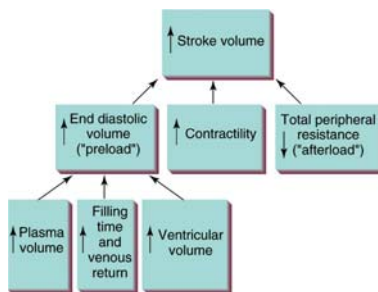 Stroke volume
End diastolic
volume
("preload")
Contractility
Total peripheral
resistance
("afterload")
Plasma
volume
Filling
time and
venous
return
Ventricular
volume